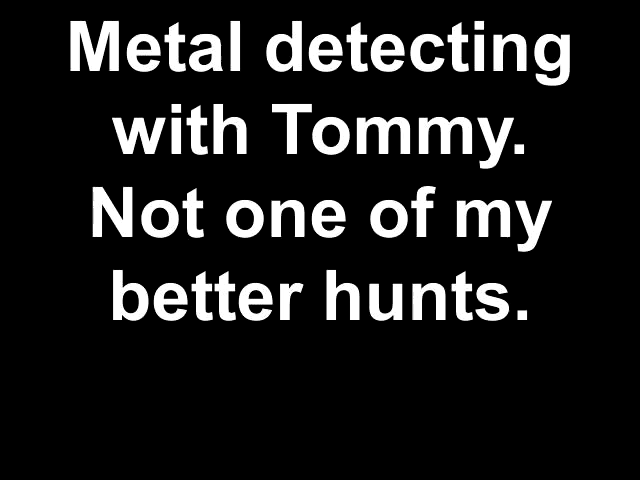 Metal detecting
with Tommy.
Not one of my
better hunts.